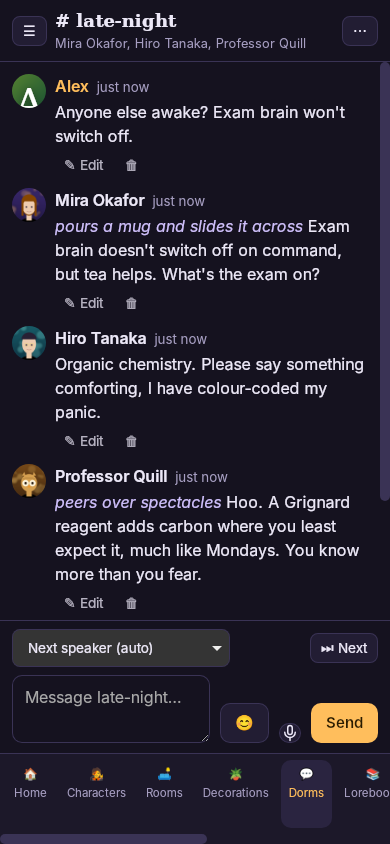 # late-night
Mira Okafor, Hiro Tanaka, Professor Quill
Alex just now
Anyone else awake? Exam brain won't
switch off.
Edit
Mira Okafor just now
pours a mug and slides it across Exam
brain doesn't switch off on command,
but tea helps. What's the exam on?
Edit
Hiro Tanaka just now
Organic chemistry. Please say something
comforting, I have colour-coded my
panic.
Edit
Professor Quill just now
peers over spectacles Hoo. A Grignard
reagent adds carbon where you least
expect it, much like Mondays. You know
more than you fear.
Edit
Next speaker (auto)
Next
Message late-night...
Send
Home Characters Rooms Decorations Dorms Loreboo